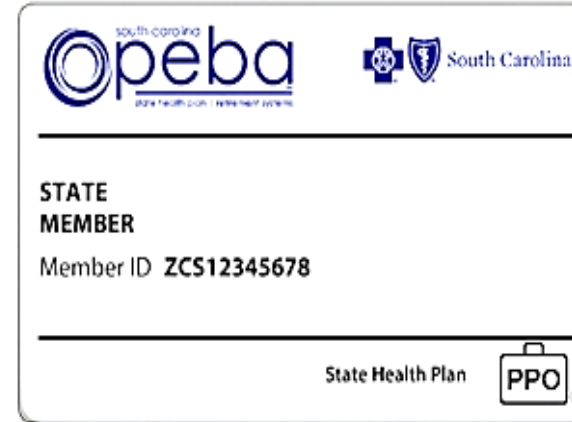 south carolina
peba
state health plan | retirement systems
South Carolina
STATE
MEMBER
Member ID ZCS12345678
State Health Plan
PPO